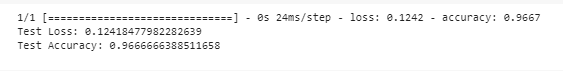 1/1 [==============================] - 0s 24ms/step - loss: 0.1242 - accuracy: 0.9667
Test Loss: 0.12418477982282639
Test Accuracy: 0.9666666388511658